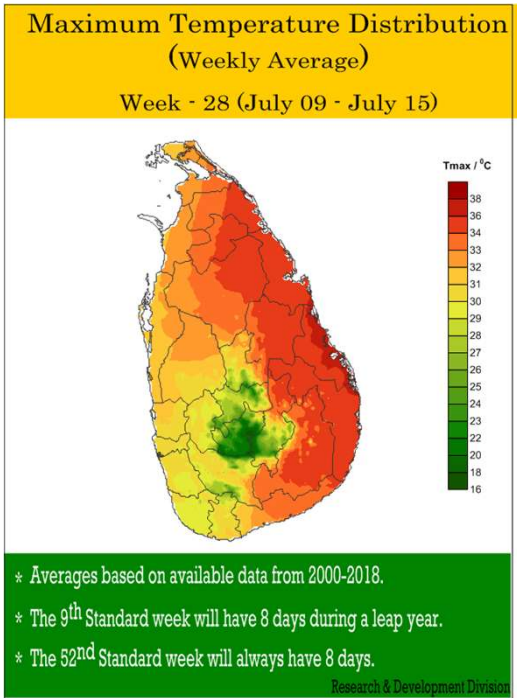 Maximum Temperature Distribution
(Weekly Average)
Week - 28 (July 09 - July 15)
Tmax / ⁰C
38
36
34
33
32
31
30
29
28
27
26
25
24
23
22
20
18
16
* Averages based on available data from 2000-2018.
* The 9th Standard week will have 8 days during a leap year.
* The 52nd Standard week will always have 8 days.
Research & Development Division